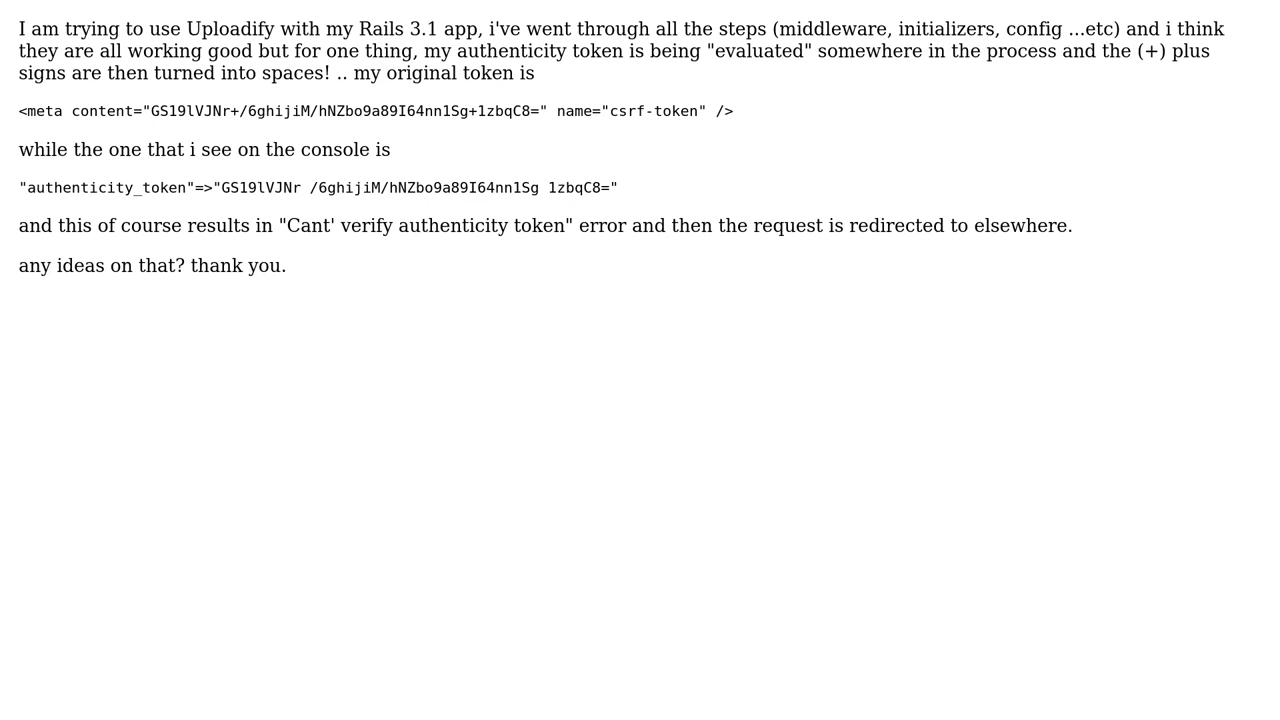 I am trying to use Uploadify with my Rails 3.1 app, i've went through all the steps (middleware, initializers, config ...etc) and i think
they are all working good but for one thing, my authenticity token is being "evaluated" somewhere in the process and the (+) plus
signs are then turned into spaces! .. my original token is
<meta content="GS19lVJNr+/6ghijiM/hNZbo9a89I64nn1Sg+1zbqC8=" name="csrf-token" />
while the one that i see on the console is
"authenticity_token"=>"GS19lVJNr /6ghijiM/hNZbo9a89I64nn1Sg 1zbqC8="
and this of course results in "Cant' verify authenticity token" error and then the request is redirected to elsewhere.
any ideas on that? thank you.